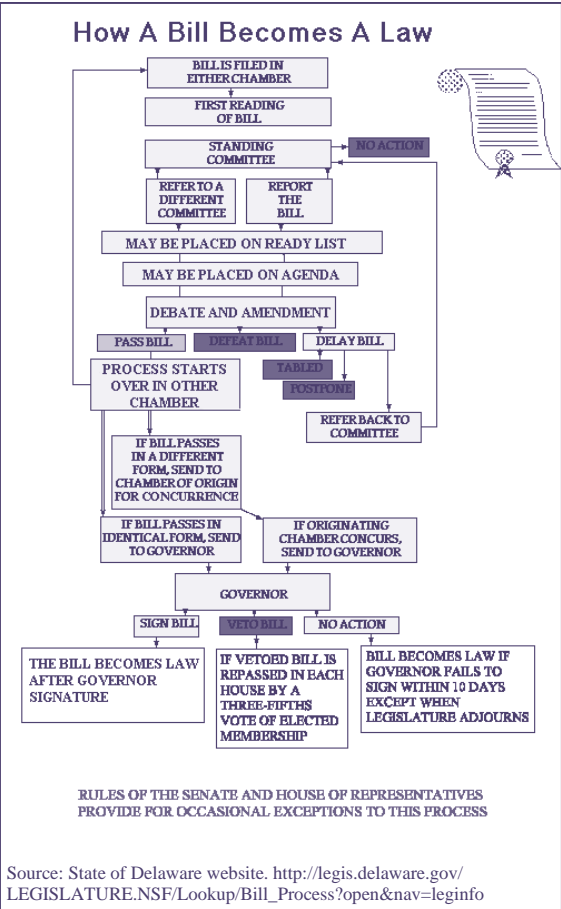 How A Bill Becomes A Law
BILL IS FILED IN
EITHER CHAMBER
FIRST READING
OF BILL
STANDING
COMMITTEE
NO ACTION
REFER TO A
DIFFERENT
COMMITTEE
REPORT
THE
BILL
MAY BE PLACED ON READY LIST
MAY BE PLACED ON AGENDA
DEBATE AND AMENDMENT
PASS BILL
DEFEAT BILL
DELAY BILL
TABLED
POSTPONE
PROCESS STARTS
OVER IN OTHER
CHAMBER
REFER BACK TO
COMMITTEE
IF BILL PASSES
IN A DIFFERENT
FORM, SEND TO
CHAMBER OF ORIGIN
FOR CONCURRENCE
IF BILL PASSES IN
IDENTICAL FORM, SEND
TO GOVERNOR
IF ORIGINATING
CHAMBER CONCURS,
SEND TO GOVERNOR
GOVERNOR
SIGN BILL
VETO BILL
NO ACTION
THE BILL BECOMES LAW
AFTER GOVERNOR
SIGNATURE
IF VETOED BILL IS
REPASSED IN EACH
HOUSE BY A
THREE-FIFTHS
VOTE OF ELECTED
MEMBERSHIP
BILL BECOMES LAW IF
GOVERNOR FAILS TO
SIGN WITHIN 10 DAYS
EXCEPT WHEN
LEGISLATURE ADJOURNS
RULES OF THE SENATE AND HOUSE OF REPRESENTATIVES
PROVIDE FOR OCCASIONAL EXCEPTIONS TO THIS PROCESS
Source: State of Delaware website. http://legis.delaware.gov/
LEGISLATURE.NSF/Lookup/Bill_Process?open&nav=leginfo